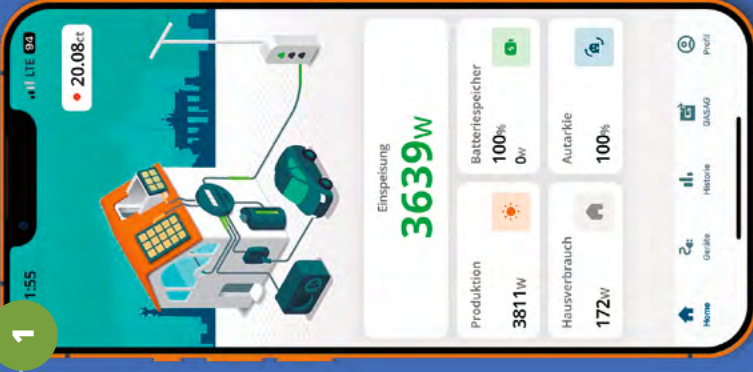 1
1:55
LTE 94
20.08ct
Einspeisung
3639W
Produktion
3811W
Batteriespeicher
100%
0W
Hausverbrauch
172W
Autarkie
100%
Home
Geräte
Historie
GASAG
Profil